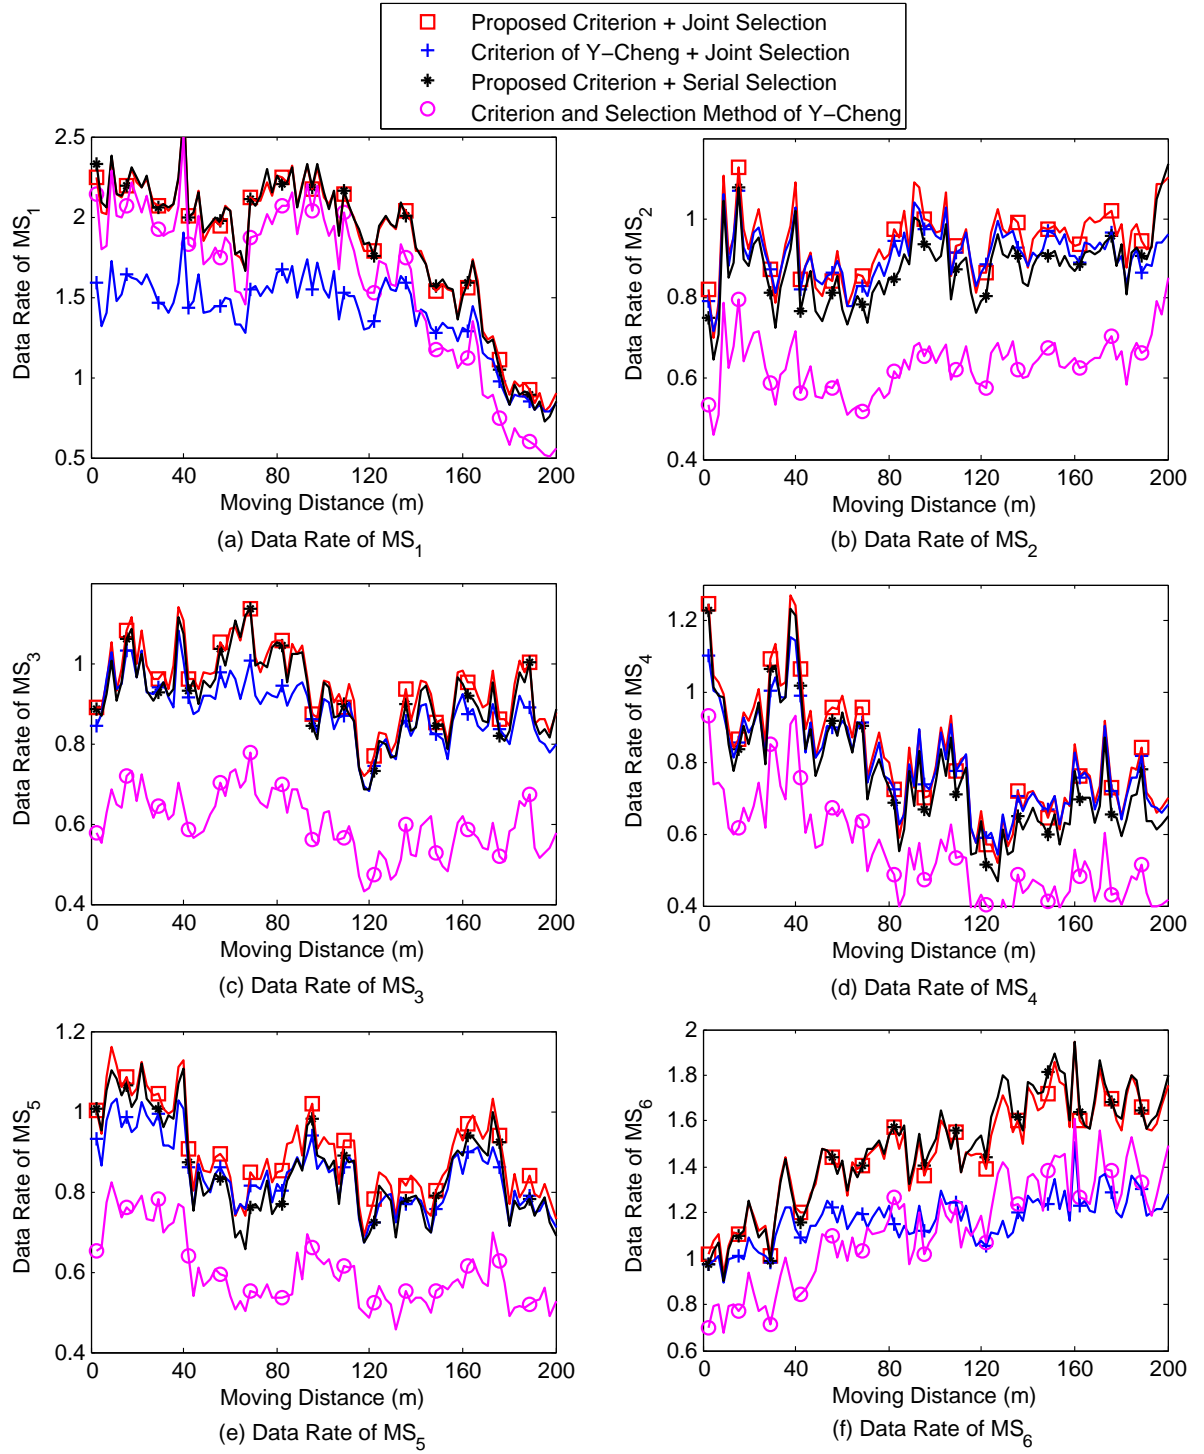 Proposed Criterion + Joint Selection
Criterion of Y−Cheng + Joint Selection
Proposed Criterion + Serial Selection
Criterion and Selection Method of Y−Cheng
Data Rate of MS1
2.5
2
1.5
1
0.5
0 40 80 120 160 200
Moving Distance (m)
(a) Data Rate of MS1
Data Rate of MS2
1
0.8
0.6
0.4
0 40 80 120 160 200
Moving Distance (m)
(b) Data Rate of MS2
Data Rate of MS3
1
0.8
0.6
0.4
0 40 80 120 160 200
Moving Distance (m)
(c) Data Rate of MS3
Data Rate of MS4
1.2
1
0.8
0.6
0.4
0 40 80 120 160 200
Moving Distance (m)
(d) Data Rate of MS4
Data Rate of MS5
1.2
1
0.8
0.6
0.4
0 40 80 120 160 200
Moving Distance (m)
(e) Data Rate of MS5
Data Rate of MS6
2
1.8
1.6
1.4
1.2
1
0.8
0.6
0 40 80 120 160 200
Moving Distance (m)
(f) Data Rate of MS6